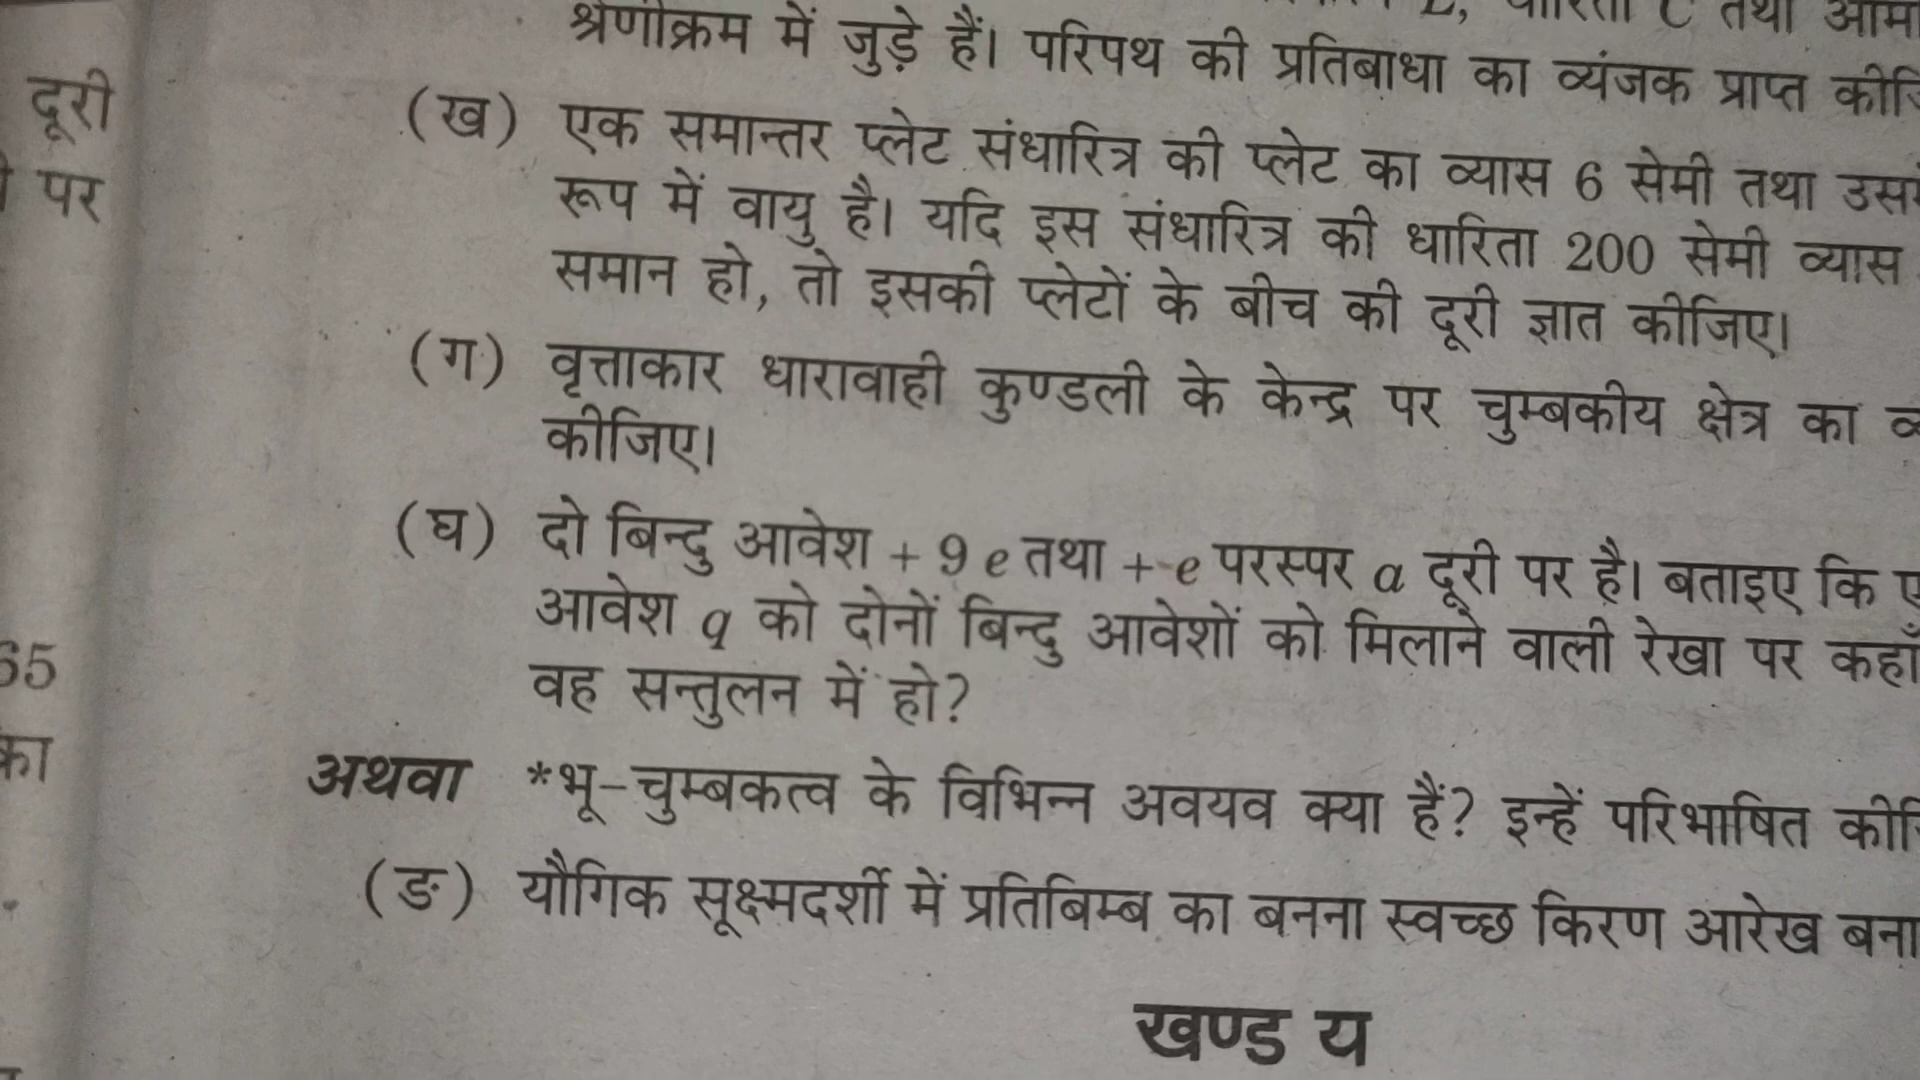 तथा
श्रेणीक्रम में जुड़े हैं। परिपथ की प्रतिबाधा का व्यंजक प्राप्त
दूरी
(ख) एक समान्तर प्लेट संधारित्र की प्लेट का व्यास 6 सेमी तथा
पर
रूप में वायु है। यदि इस संधारित्र की धारिता 200 सेमी व्यास
समान हो, तो इसकी प्लेटों के बीच की दूरी ज्ञात कीजिए।
(ग) वृत्ताकार धारावाही कुण्डली के केन्द्र पर चुम्बकीय क्षेत्र का
कीजिए।
(घ) दो बिन्दु आवेश + 9 e तथा + e परस्पर a दूरी पर है। बताइए कि
आवेश q को दोनों बिन्दु आवेशों को मिलाने वाली रेखा पर कहाँ
65
वह सन्तुलन में हो?
का
अथवा *भू-चुम्बकत्व के विभिन्न अवयव क्या हैं? इन्हें परिभाषित
(ङ) यौगिक सूक्ष्मदर्शी में प्रतिबिम्ब का बनना स्वच्छ किरण आरेख
खण्ड य